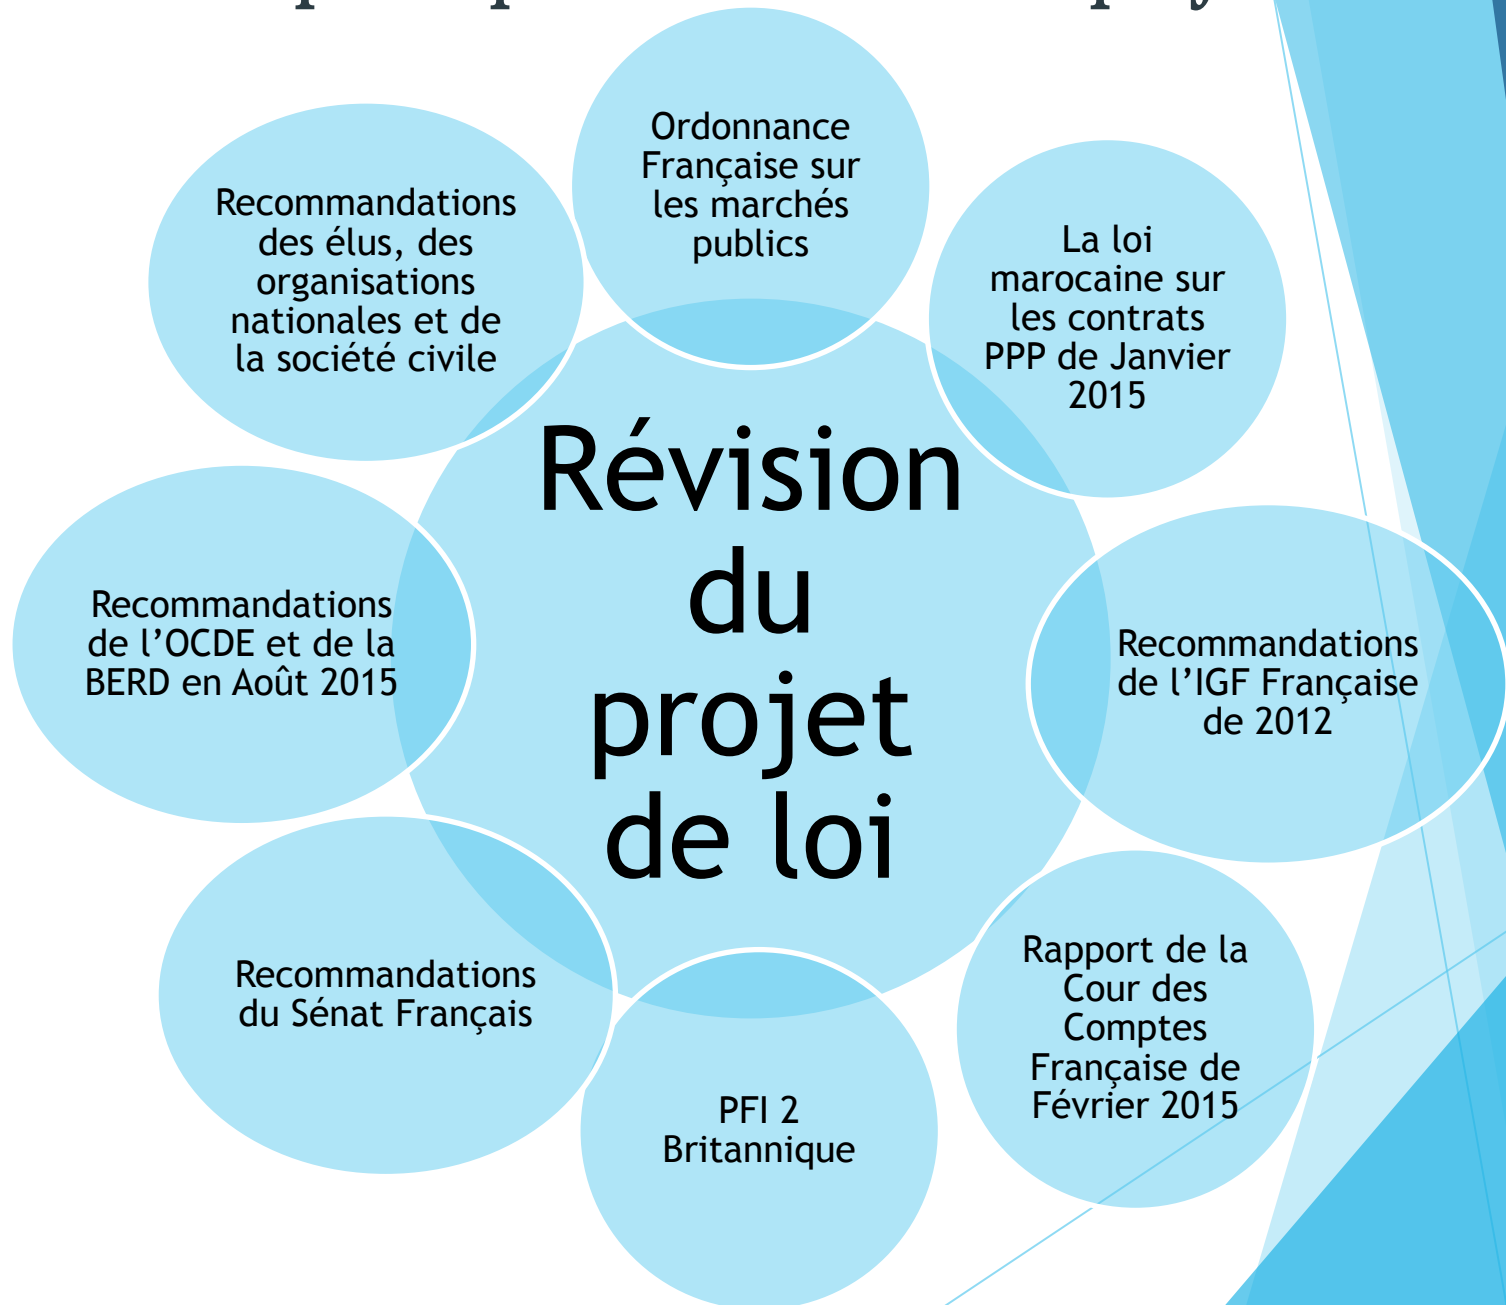 Révision
du
projet
de loi
Ordonnance
Française sur
les marchés
publics
La loi
marocaine sur
les contrats
PPP de Janvier
2015
Recommandations
de l’IGF Française
de 2012
Rapport de la
Cour des
Comptes
Française de
Février 2015
PFI 2
Britannique
Recommandations
du Sénat Français
Recommandations
de l’OCDE et de la
BERD en Août 2015
Recommandations
des élus, des
organisations
nationales et de
la société civile